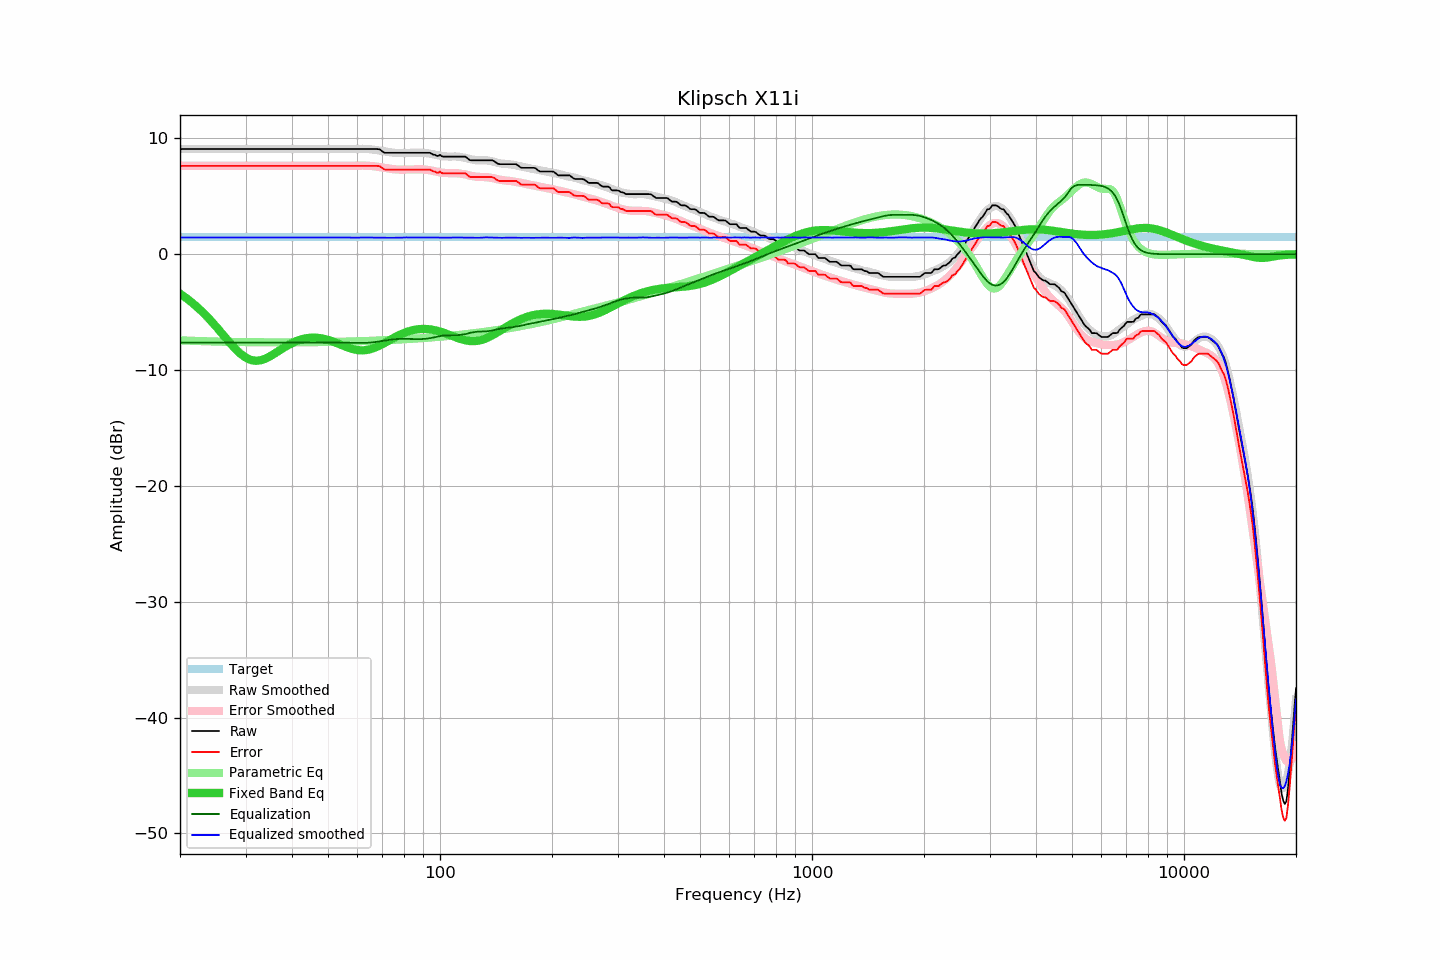 Klipsch X11i
10
0
−10
−20
−30
−40
−50
Amplitude (dBr)
Target
Raw Smoothed
Error Smoothed
Raw
Error
Parametric Eq
Fixed Band Eq
Equalization
Equalized smoothed
100
1000
10000
Frequency (Hz)